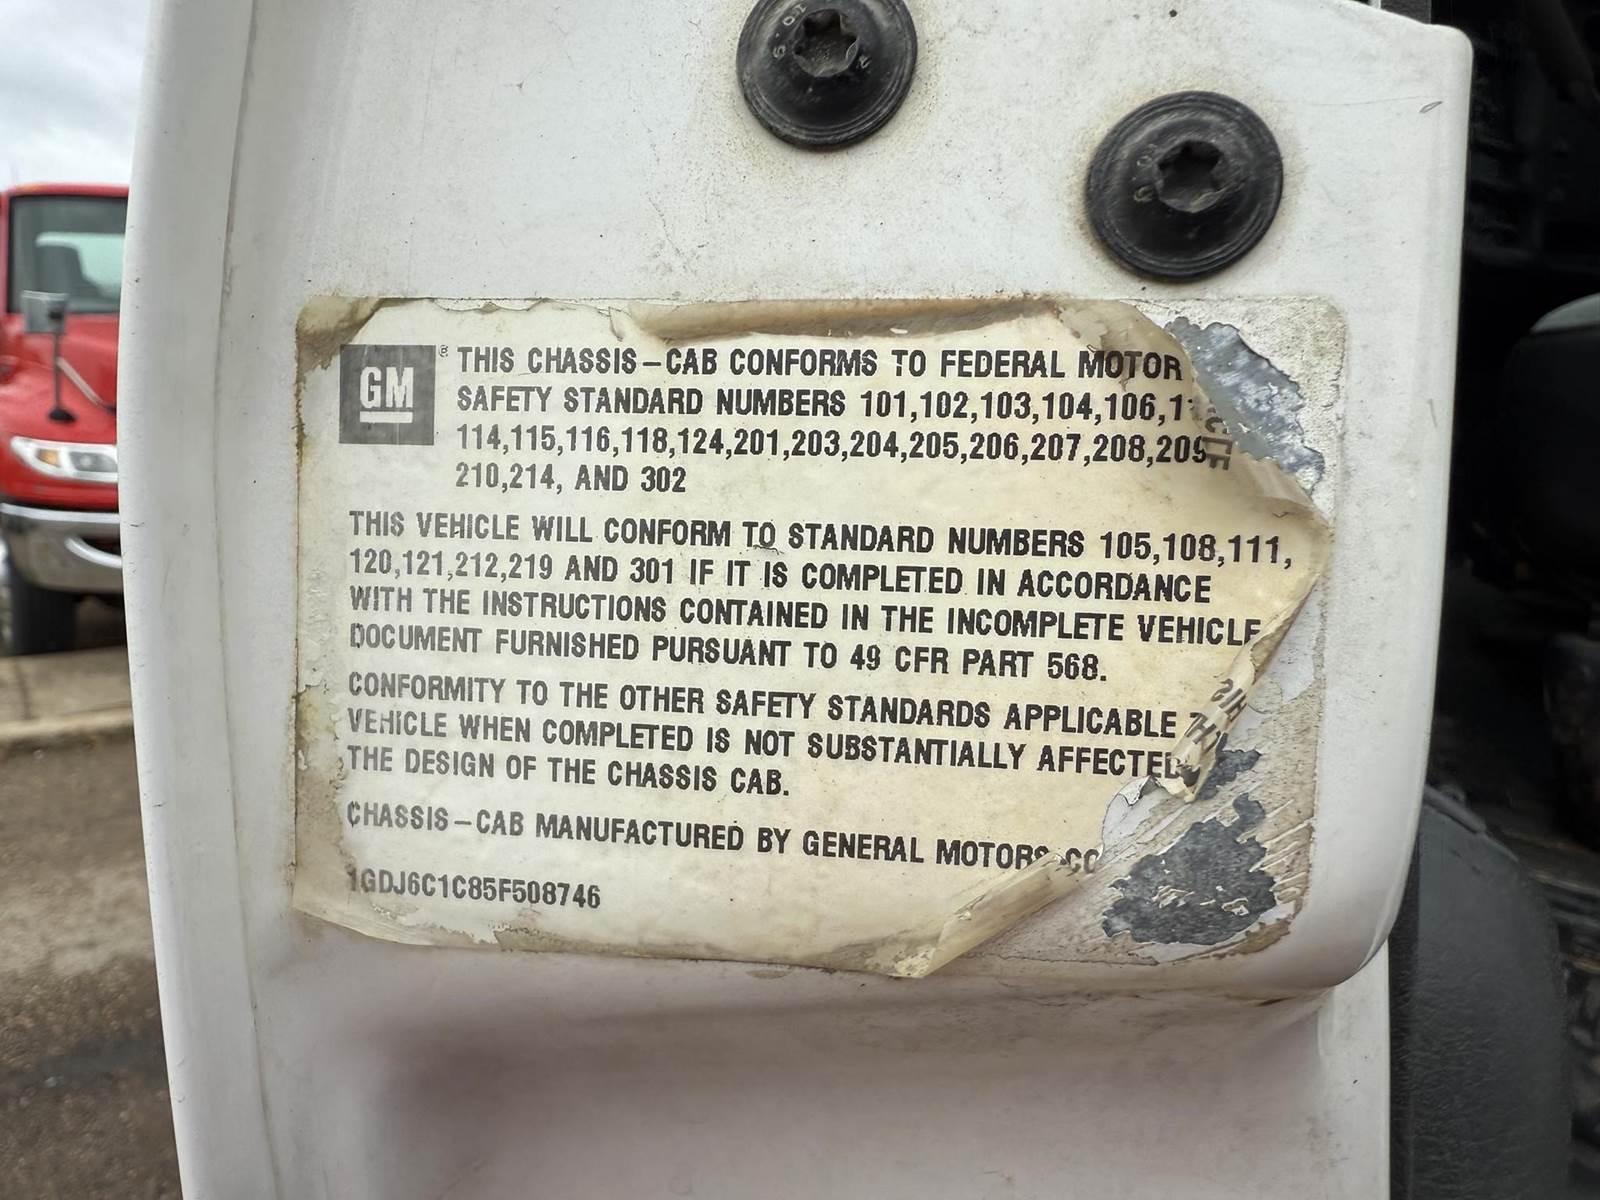 GM
® THIS CHASSIS-CAB CONFORMS TO FEDERAL MOTOR
SAFETY STANDARD NUMBERS 101,102,103,104,106,
114,115,116,118,124,201,203,204,205,206,207,208,209
210,214, AND 302
THIS VEHICLE WILL CONFORM TO STANDARD NUMBERS 105,108,111,
120,121,212,219 AND 301 IF IT IS COMPLETED IN ACCORDANCE
WITH THE INSTRUCTIONS CONTAINED IN THE INCOMPLETE VEHICLE
DOCUMENT FURNISHED PURSUANT TO 49 CFR PART 568.
CONFORMITY TO THE OTHER SAFETY STANDARDS APPLICABLE
VEHICLE WHEN COMPLETED IS NOT SUBSTANTIALLY AFFECTED
THE DESIGN OF THE CHASSIS CAB.
CHASSIS-CAB MANUFACTURED BY GENERAL MOTORS CO
1GDJ6C1C85F508746